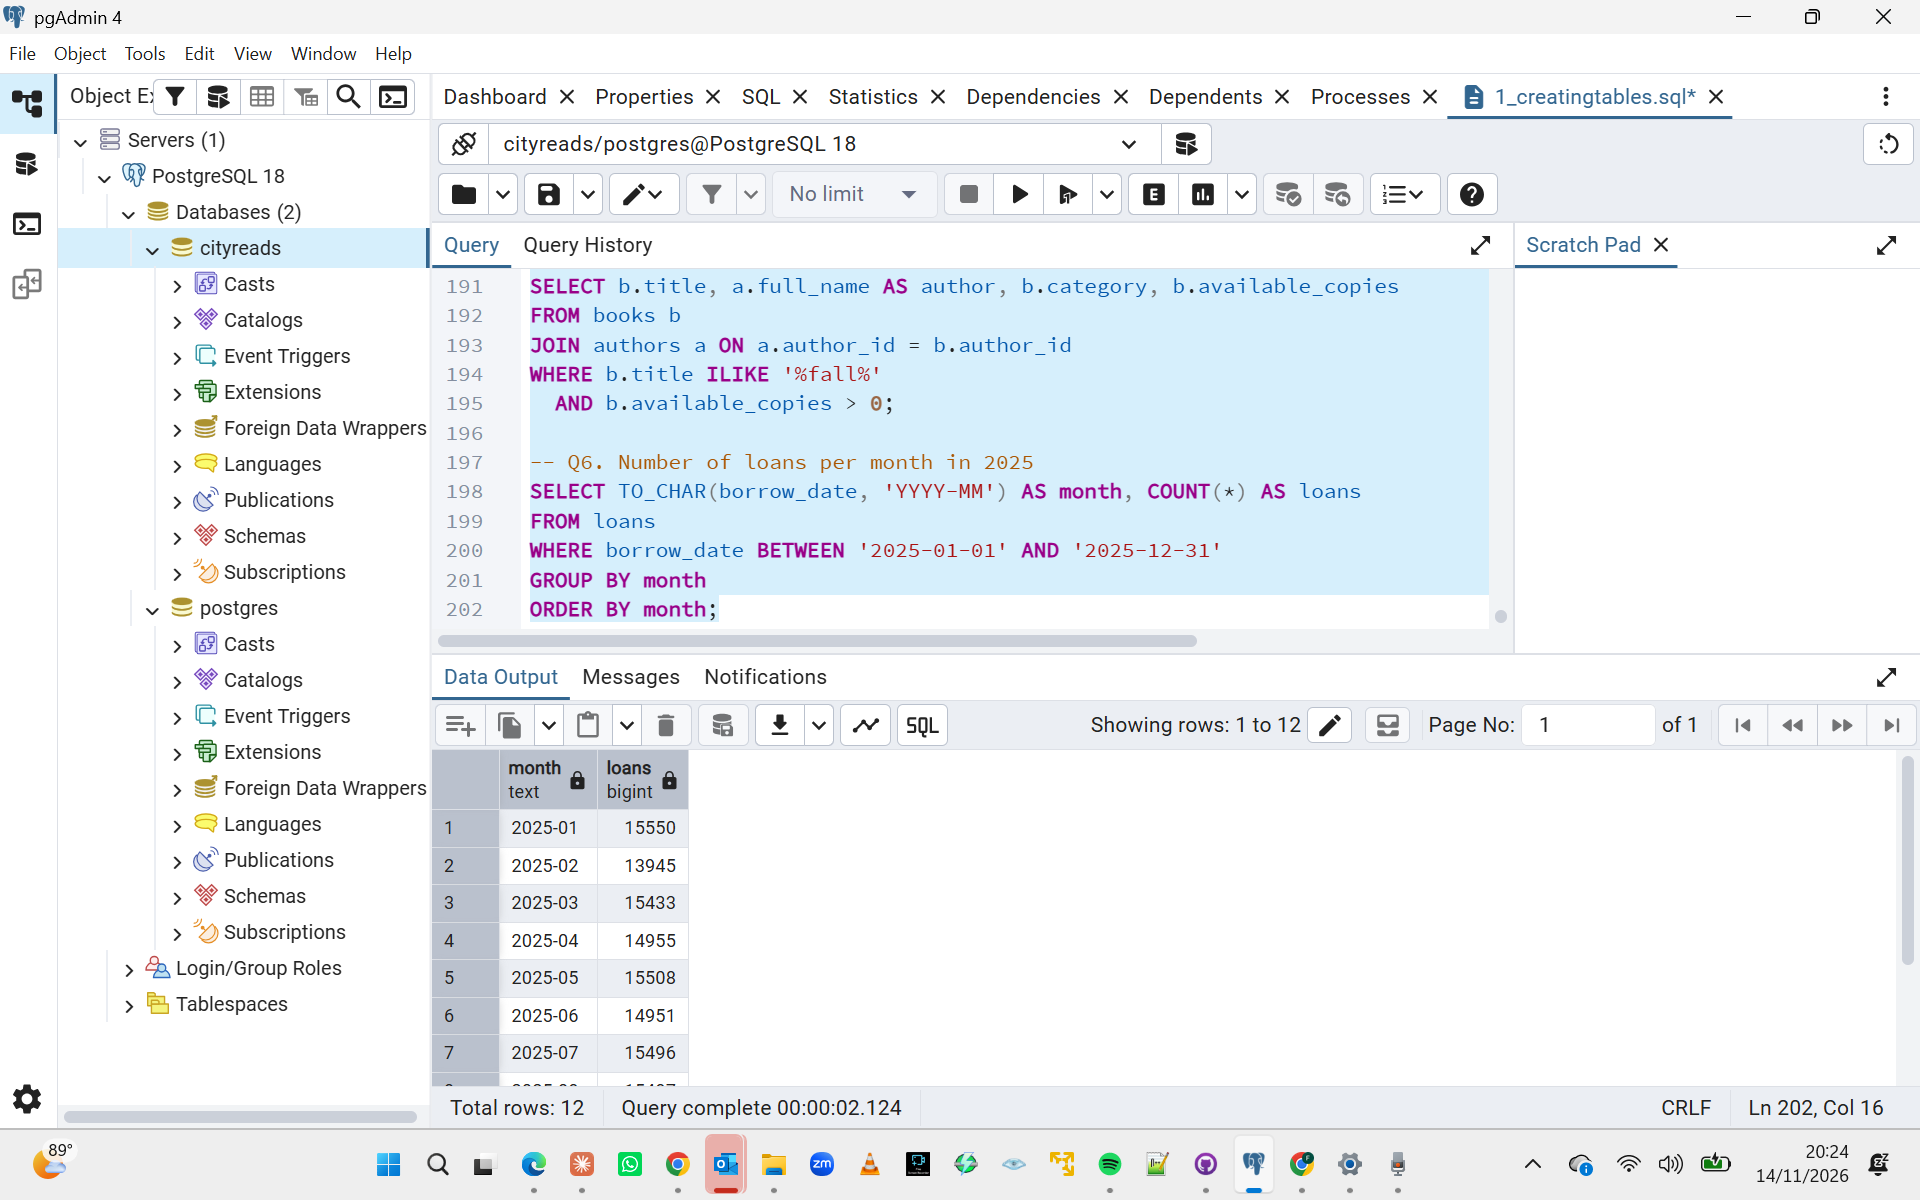 pgAdmin 4
File Object Tools Edit View Window Help
Object Ex
Dashboard Properties SQL Statistics Dependencies Dependents Processes 1_creatingtables.sql*
Servers (1)
PostgreSQL 18
Databases (2)
cityreads
Casts
Catalogs
Event Triggers
Extensions
Foreign Data Wrappers
Languages
Publications
Schemas
Subscriptions
postgres
Casts
Catalogs
Event Triggers
Extensions
Foreign Data Wrappers
Languages
Publications
Schemas
Subscriptions
Login/Group Roles
Tablespaces
cityreads/postgres@PostgreSQL 18
No limit
E
Query Query History
Scratch Pad
191 SELECT b.title, a.full_name AS author, b.category, b.available_copies
192 FROM books b
193 JOIN authors a ON a.author_id = b.author_id
194 WHERE b.title ILIKE '%fall%'
195 AND b.available_copies > 0;
196
197 -- Q6. Number of loans per month in 2025
198 SELECT TO_CHAR(borrow_date, 'YYYY-MM') AS month, COUNT(*) AS loans
199 FROM loans
200 WHERE borrow_date BETWEEN '2025-01-01' AND '2025-12-31'
201 GROUP BY month
202 ORDER BY month;
Data Output Messages Notifications
SQL
Showing rows: 1 to 12
Page No: 1 of 1
month text
loans bigint
1 2025-01 15550
2 2025-02 13945
3 2025-03 15433
4 2025-04 14955
5 2025-05 15508
6 2025-06 14951
7 2025-07 15496
Total rows: 12
Query complete 00:00:02.124
CRLF
Ln 202, Col 16
89°
zm
20:24
14/11/2026